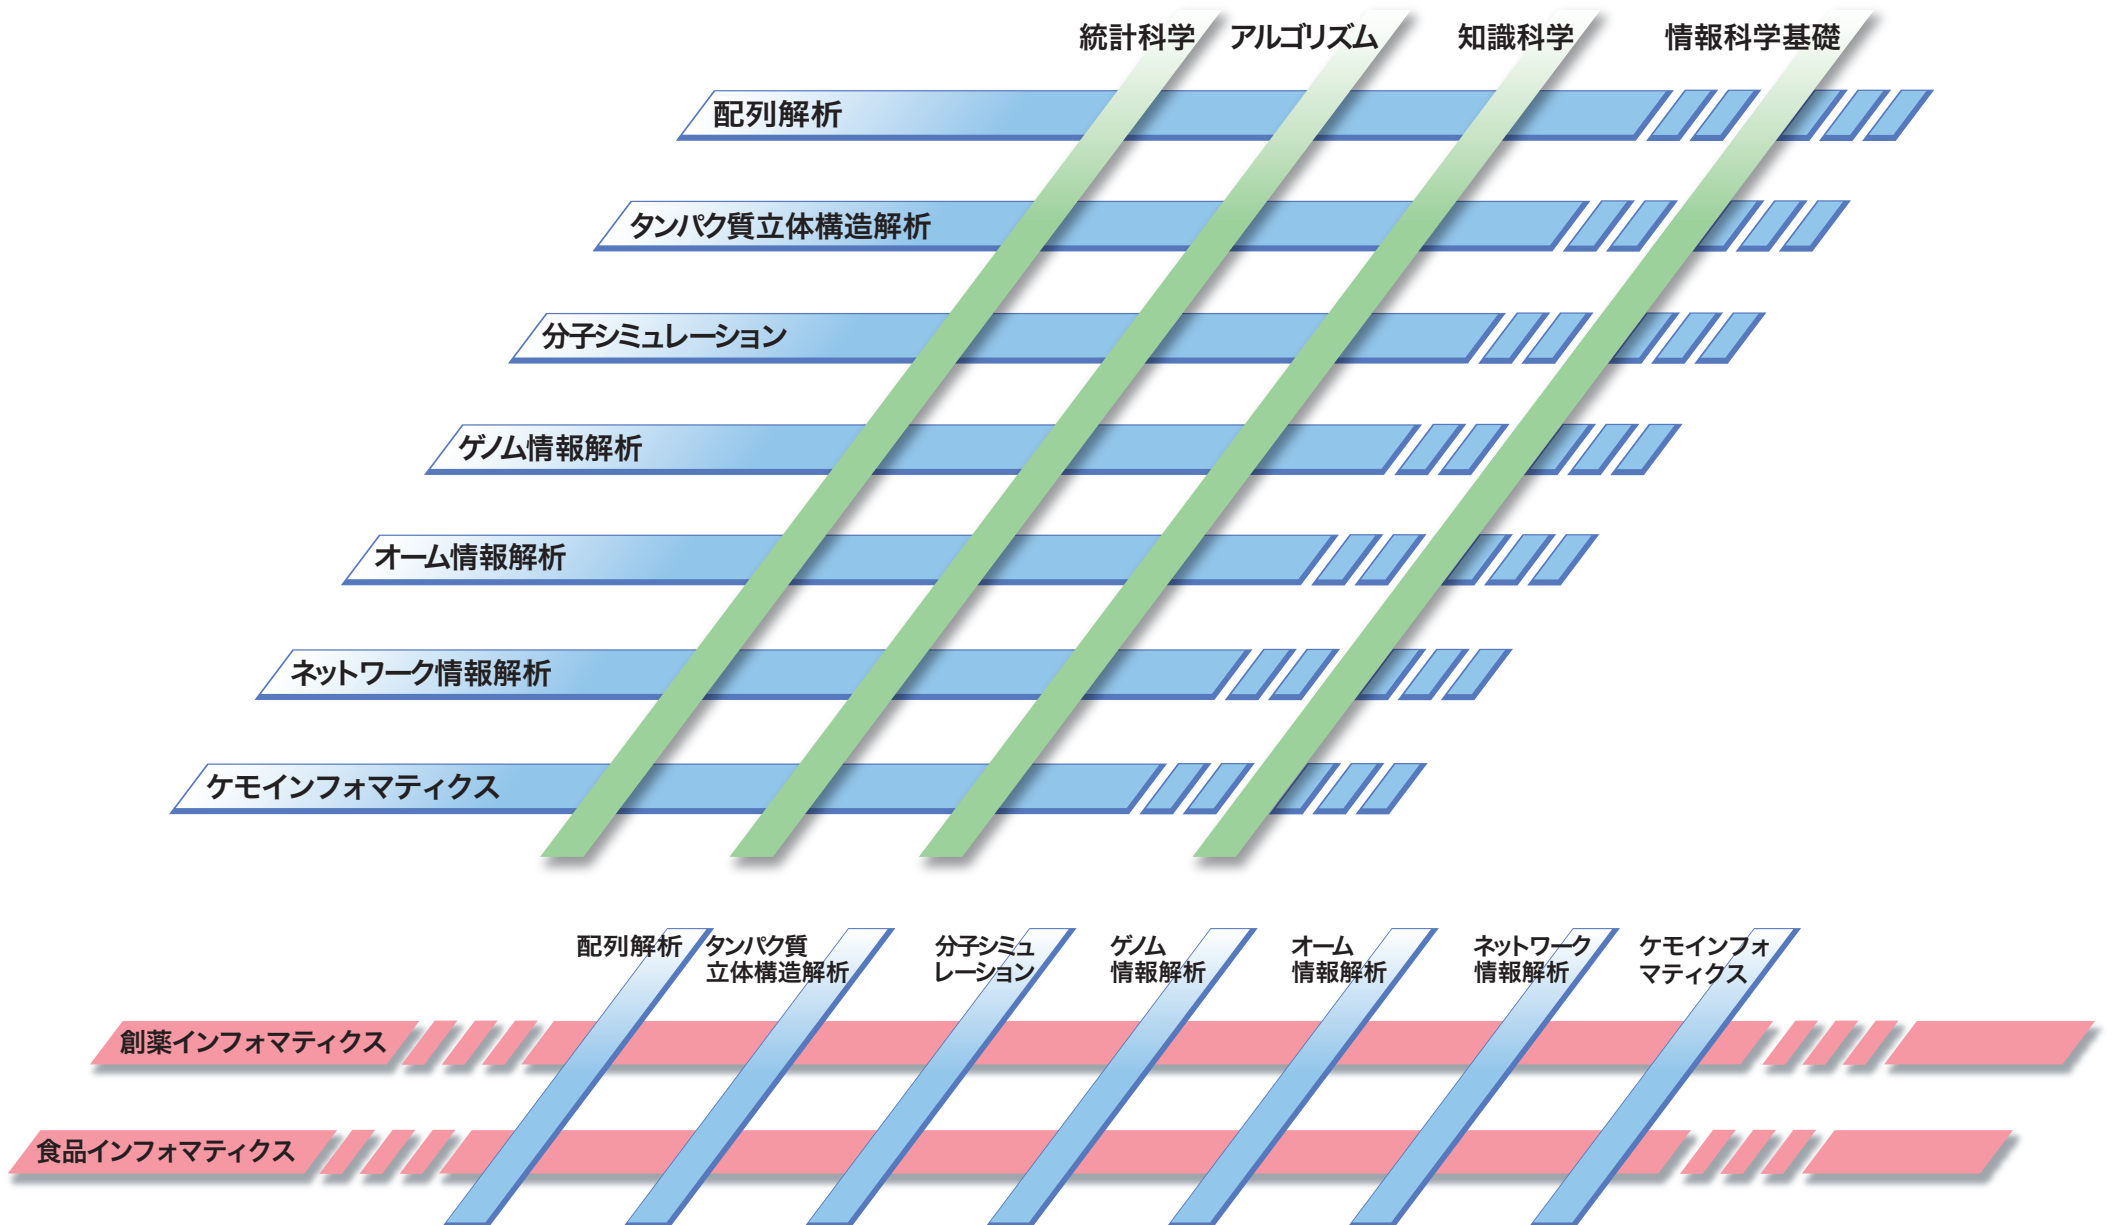 統計科学
アルゴリズム
知識科学
情報科学基礎
配列解析
タンパク質立体構造解析
分子シミュレーション
ゲノム情報解析
オーム情報解析
ネットワーク情報解析
ケモインフォマティクス
配列解析
タンパク質
立体構造解析
分子シミュ
レーション
ゲノム
情報解析
オーム
情報解析
ネットワーク
情報解析
ケモインフォ
マティクス
創薬インフォマティクス
食品インフォマティクス